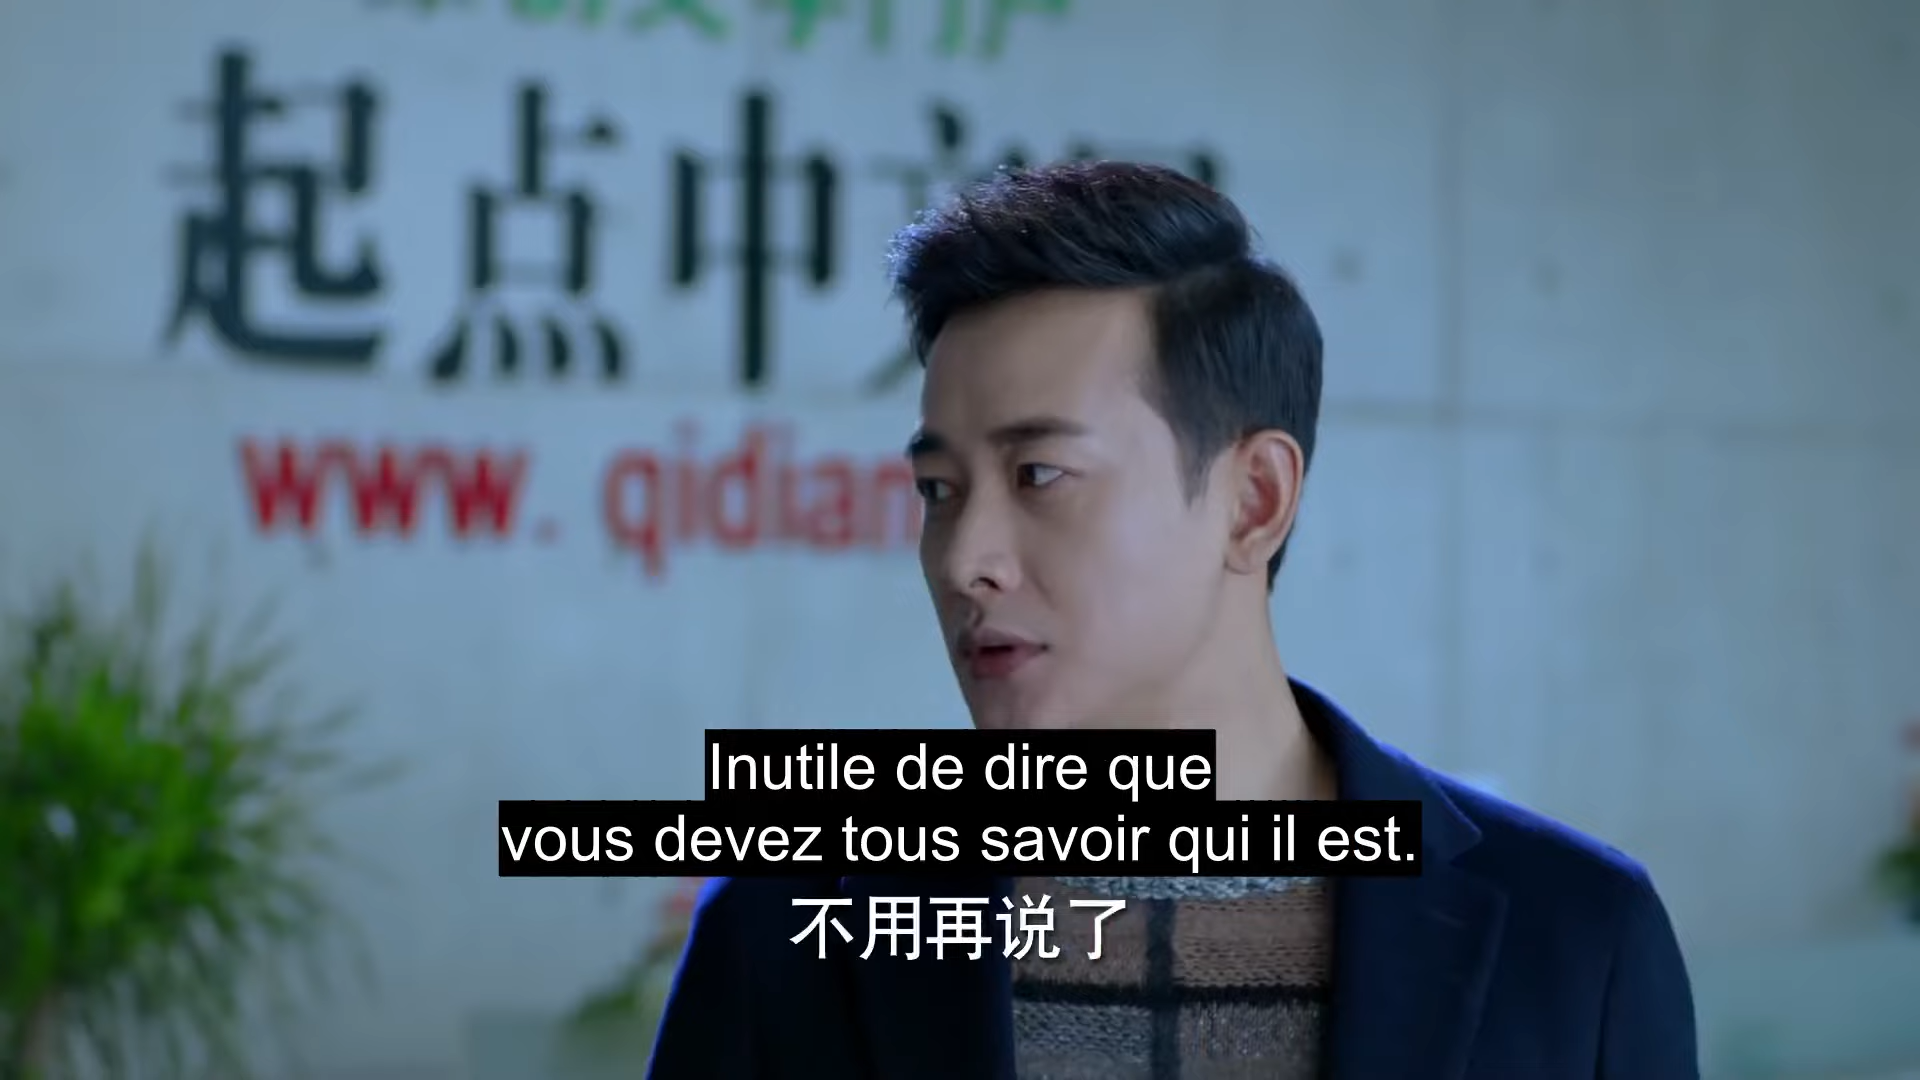 起点中文
www.qidian
Inutile de dire que
vous devez tous savoir qui il est.
不用再说了